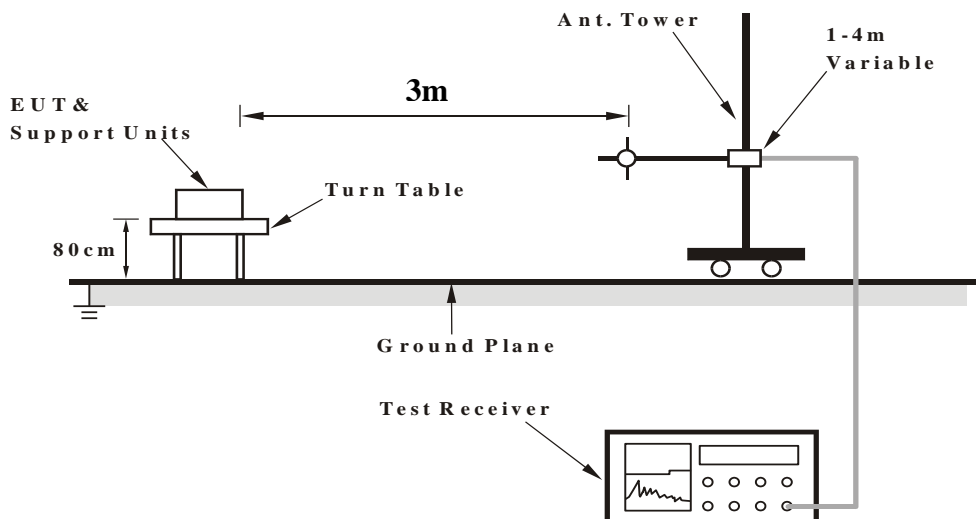 Ant. Tower
1-4m
Variable
3m
EUT&
Support Units
Turn Table
80cm
Ground Plane
Test Receiver